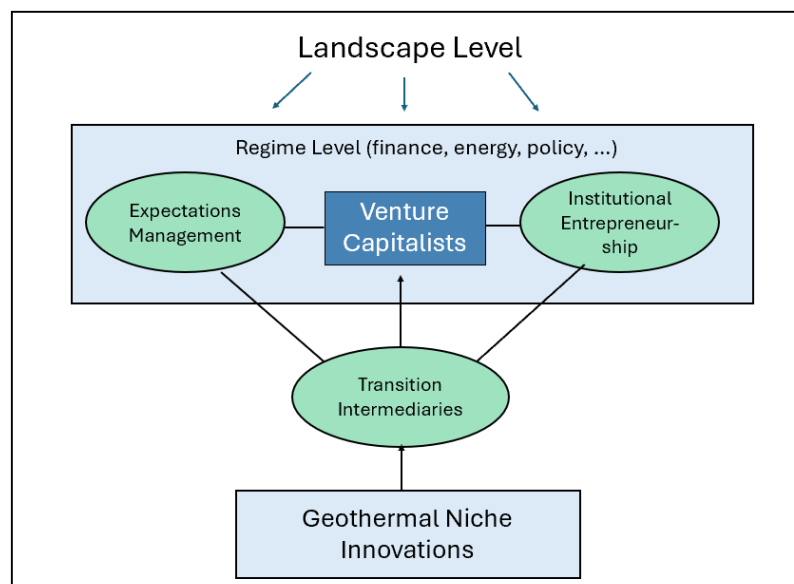 Landscape Level
Regime Level (finance, energy, policy, ...)
Expectations
Management
Venture
Capitalists
Institutional
Entrepreneur-
ship
Transition
Intermediaries
Geothermal Niche
Innovations